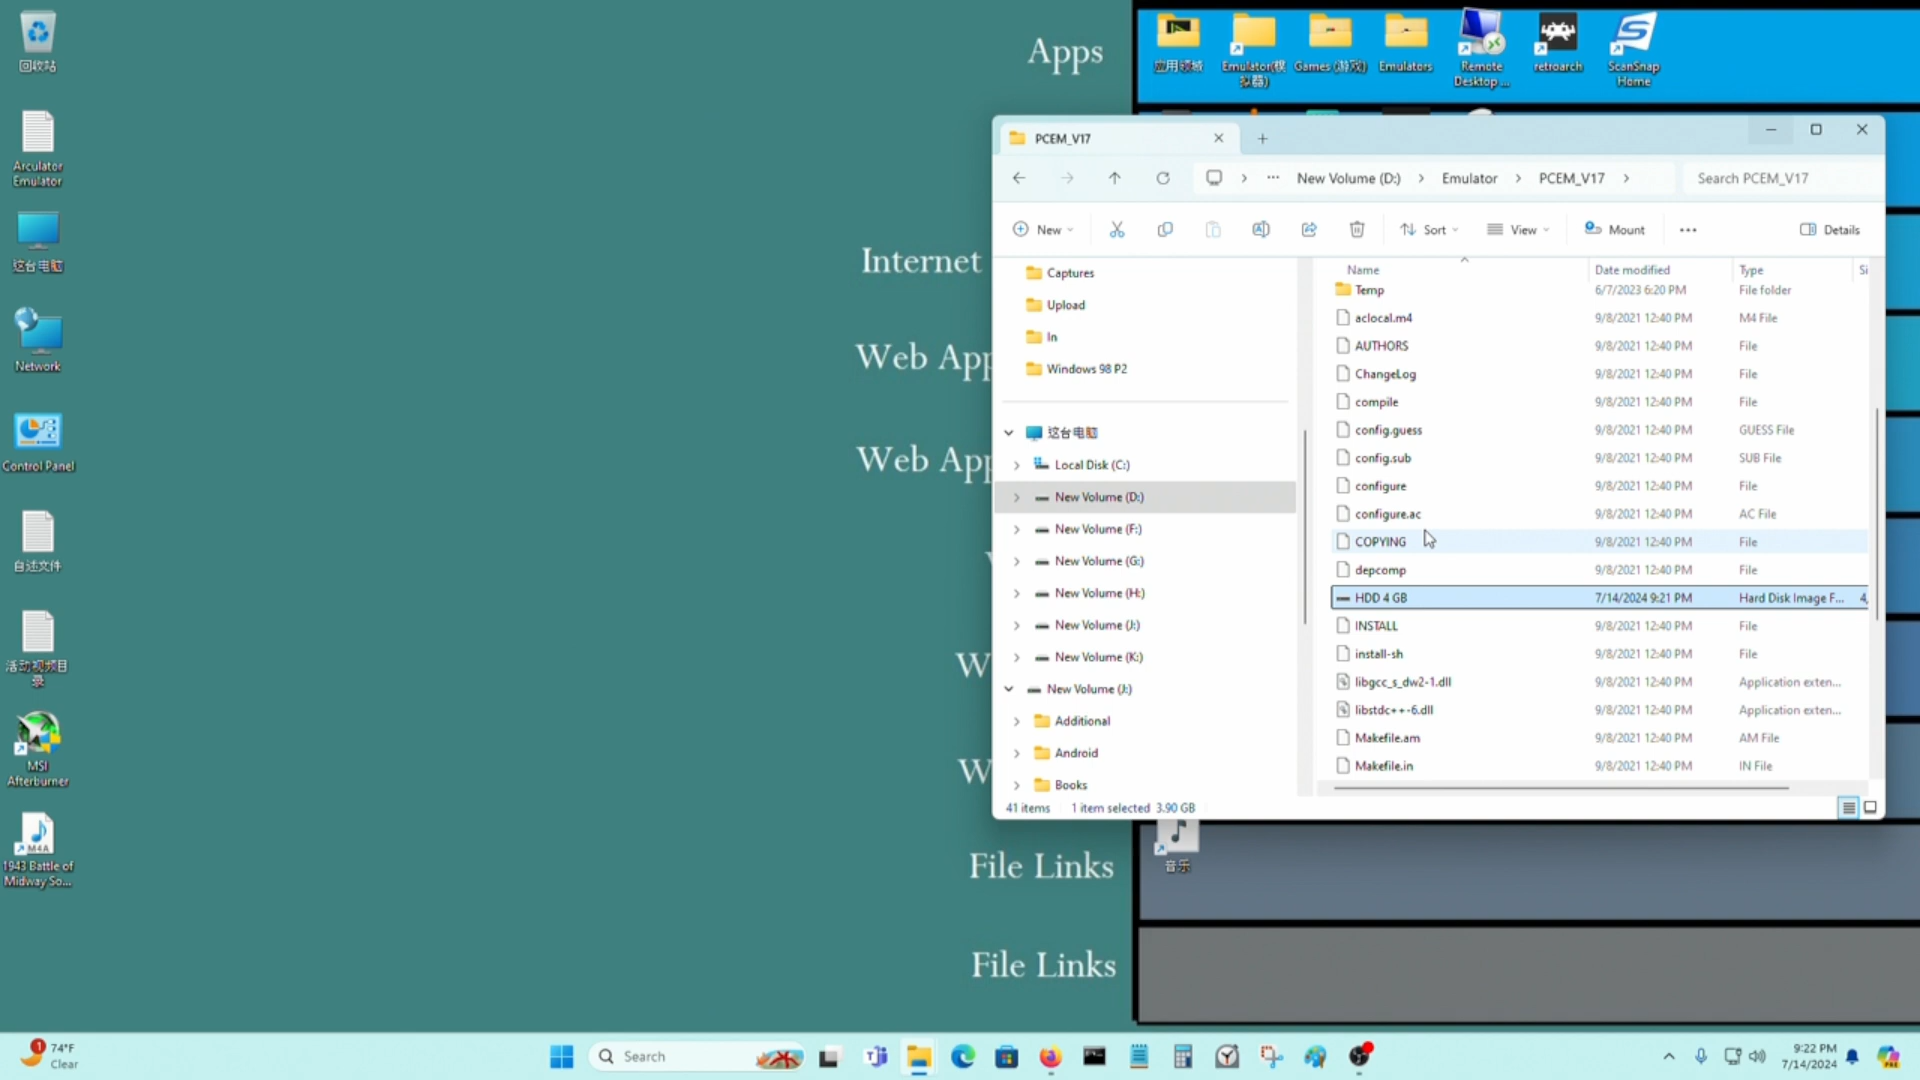 回收站
Arculator
Emulator
这台电脑
Network
Control Panel
自述文件
活动视频目
录
MSI
Afterburner
M4A
1943 Battle of
Midway So...
Apps
Internet
Web App
Web App
W
W
File Links
File Links
应用领域
Emulator(模
拟器)
Games (游戏)
Emulators
Remote
Desktop ...
retroarch
ScanSnap
Home
PCEM_V17
New Volume (D:)
Emulator
PCEM_V17
Search PCEM_V17
New
Sort
View
Mount
Details
Captures
Upload
In
Windows 98 P2
这台电脑
Local Disk (C:)
New Volume (D:)
New Volume (F:)
New Volume (G:)
New Volume (H:)
New Volume (J:)
New Volume (K:)
New Volume (J:)
Additional
Android
Books
Name Date modified Type Si
Temp 6/7/2023 6:20 PM File folder
aclocal.m4 9/8/2021 12:40 PM M4 File
AUTHORS 9/8/2021 12:40 PM File
ChangeLog 9/8/2021 12:40 PM File
compile 9/8/2021 12:40 PM File
config.guess 9/8/2021 12:40 PM GUESS File
config.sub 9/8/2021 12:40 PM SUB File
configure 9/8/2021 12:40 PM File
configure.ac 9/8/2021 12:40 PM AC File
COPYING 9/8/2021 12:40 PM File
depcomp 9/8/2021 12:40 PM File
HDD 4 GB 7/14/2024 9:21 PM Hard Disk Image F... 4,
INSTALL 9/8/2021 12:40 PM File
install-sh 9/8/2021 12:40 PM File
libgcc_s_dw2-1.dll 9/8/2021 12:40 PM Application exten...
libstdc++-6.dll 9/8/2021 12:40 PM Application exten...
Makefile.am 9/8/2021 12:40 PM AM File
Makefile.in 9/8/2021 12:40 PM IN File
41 items 1 item selected 3.90 GB
音乐
1
74°F
Clear
Search
9:22 PM
7/14/2024